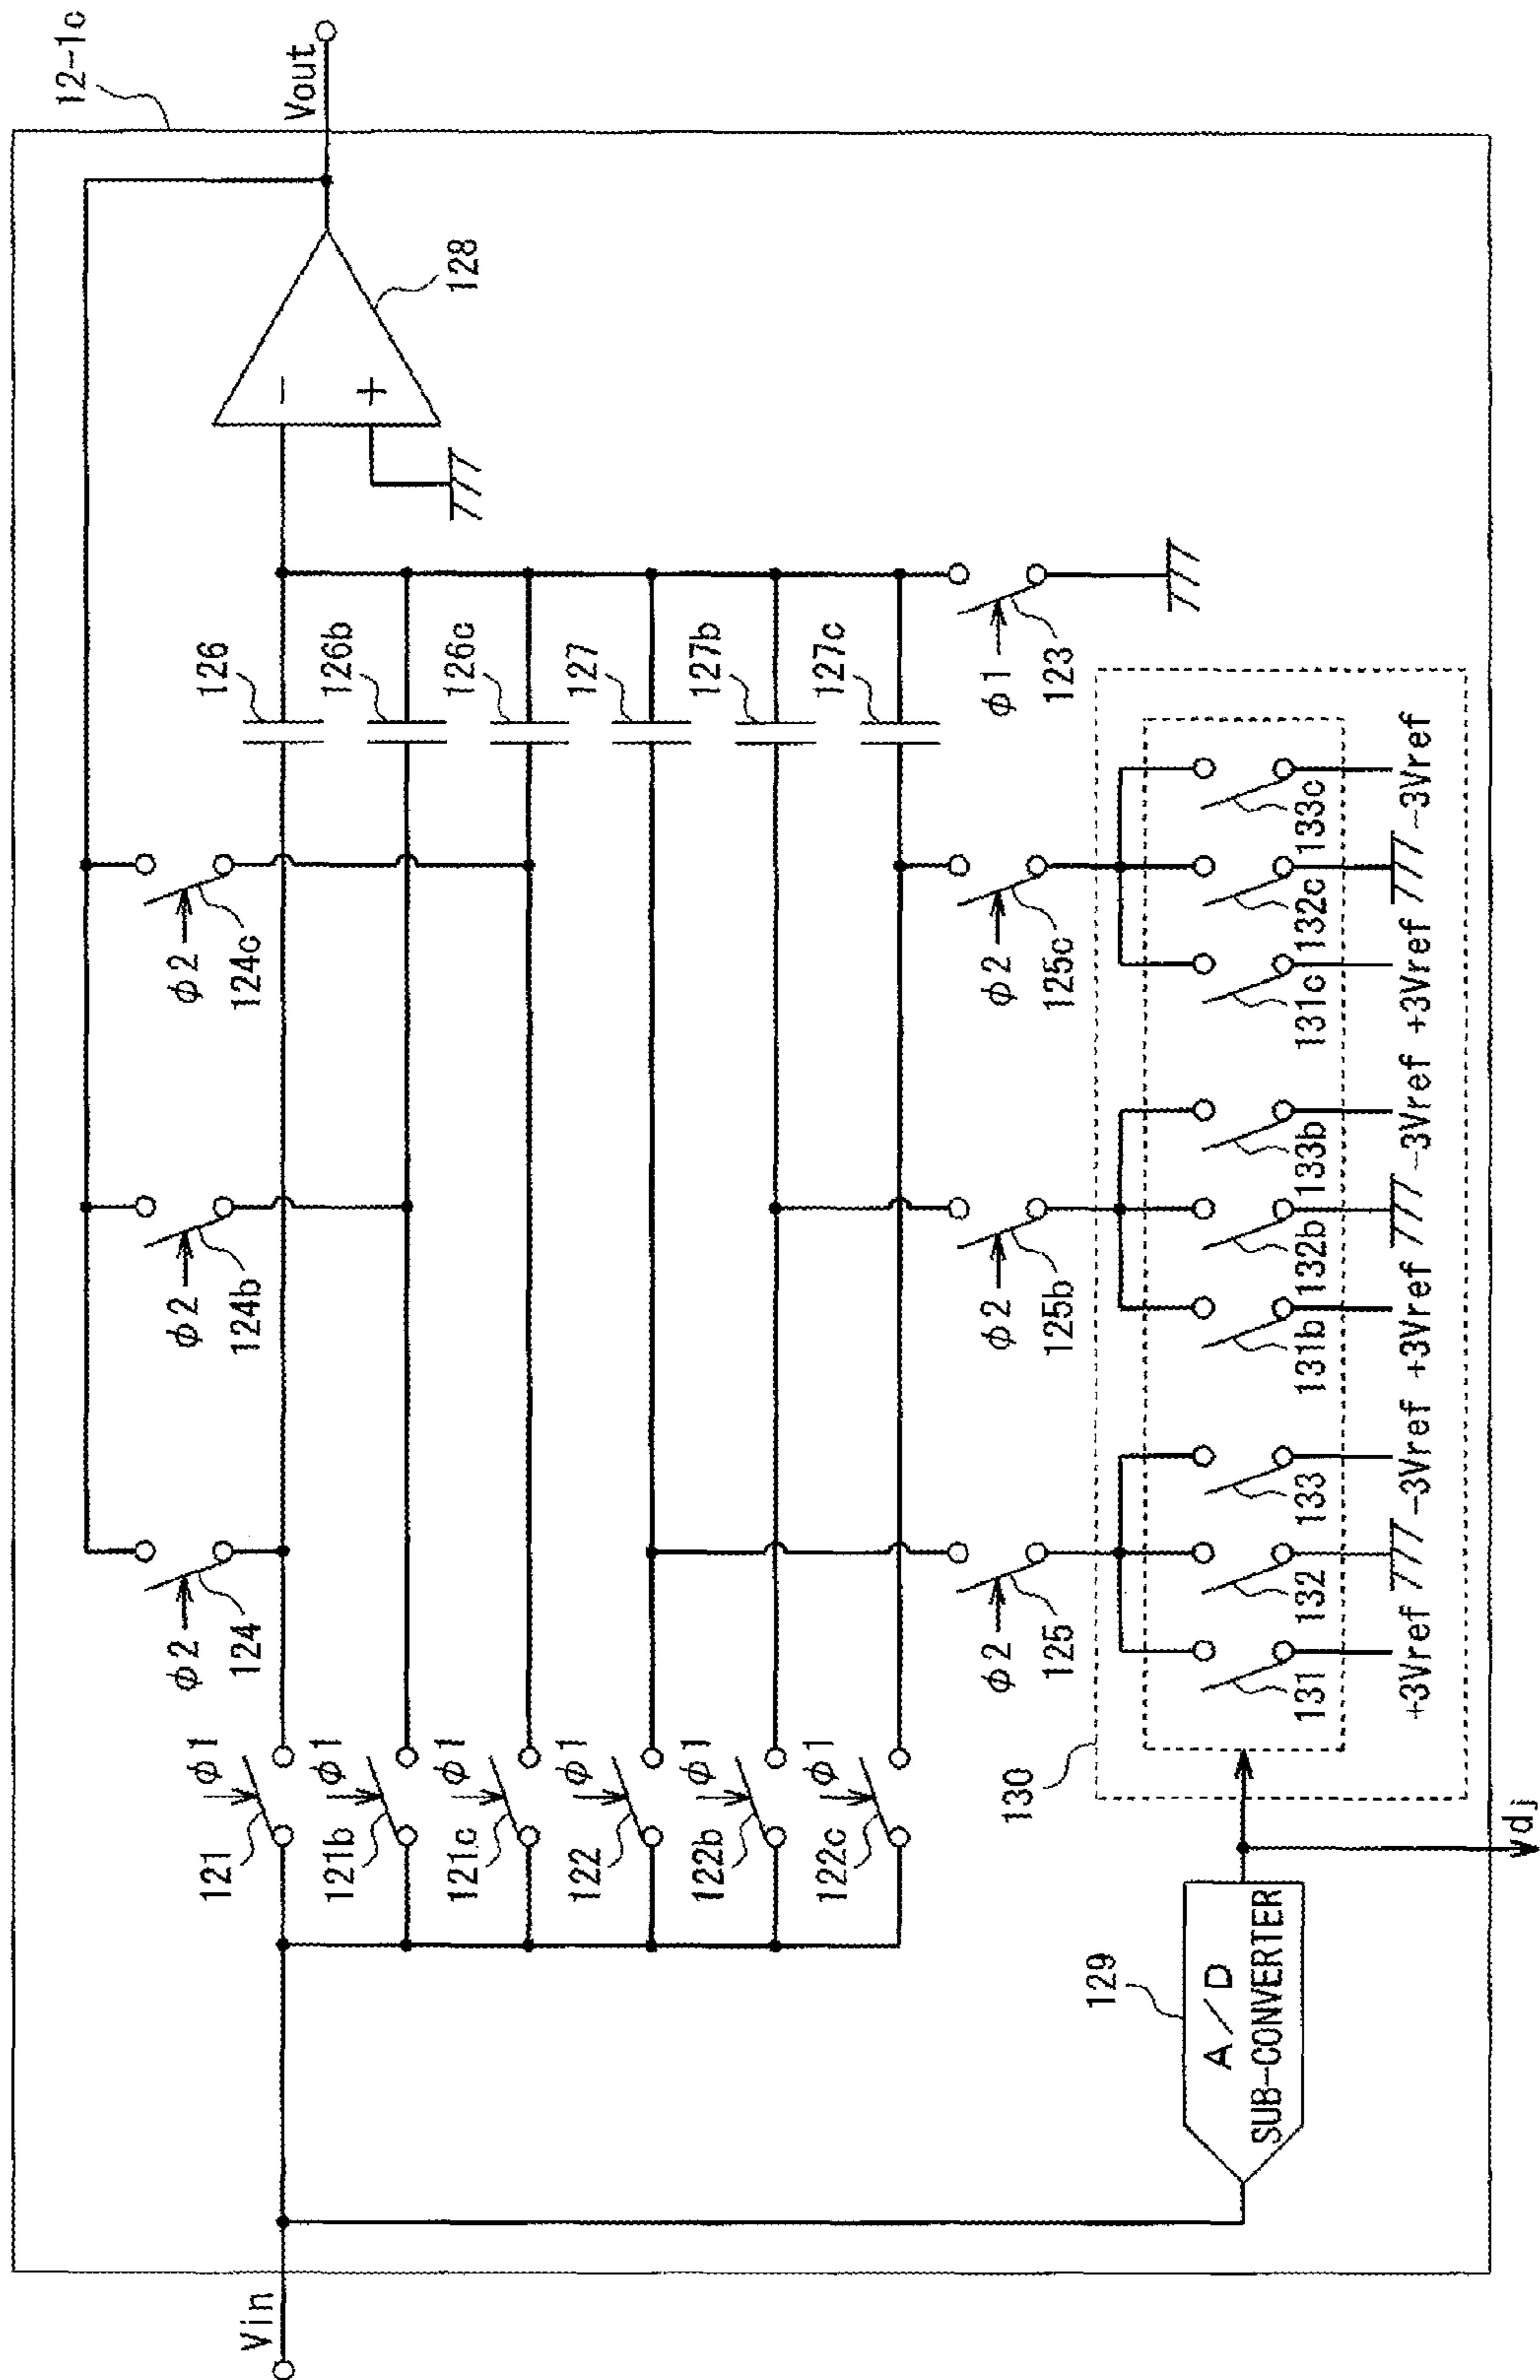 12-1c
Vout
128
φ2
124
φ2
124b
φ2
124c
Vin
φ1
121
φ1
121b
φ1
121c
φ1
122
φ1
122b
φ1
122c
126
126b
126c
127
127b
127c
φ1
123
φ2
125
φ2
125b
φ2
125c
130
129
A/D
SUB-CONVERTER
131
132
133
131b
132b
133b
131c
132c
133c
+3Vref
-3Vref
+3Vref
-3Vref
+3Vref
-3Vref
dj